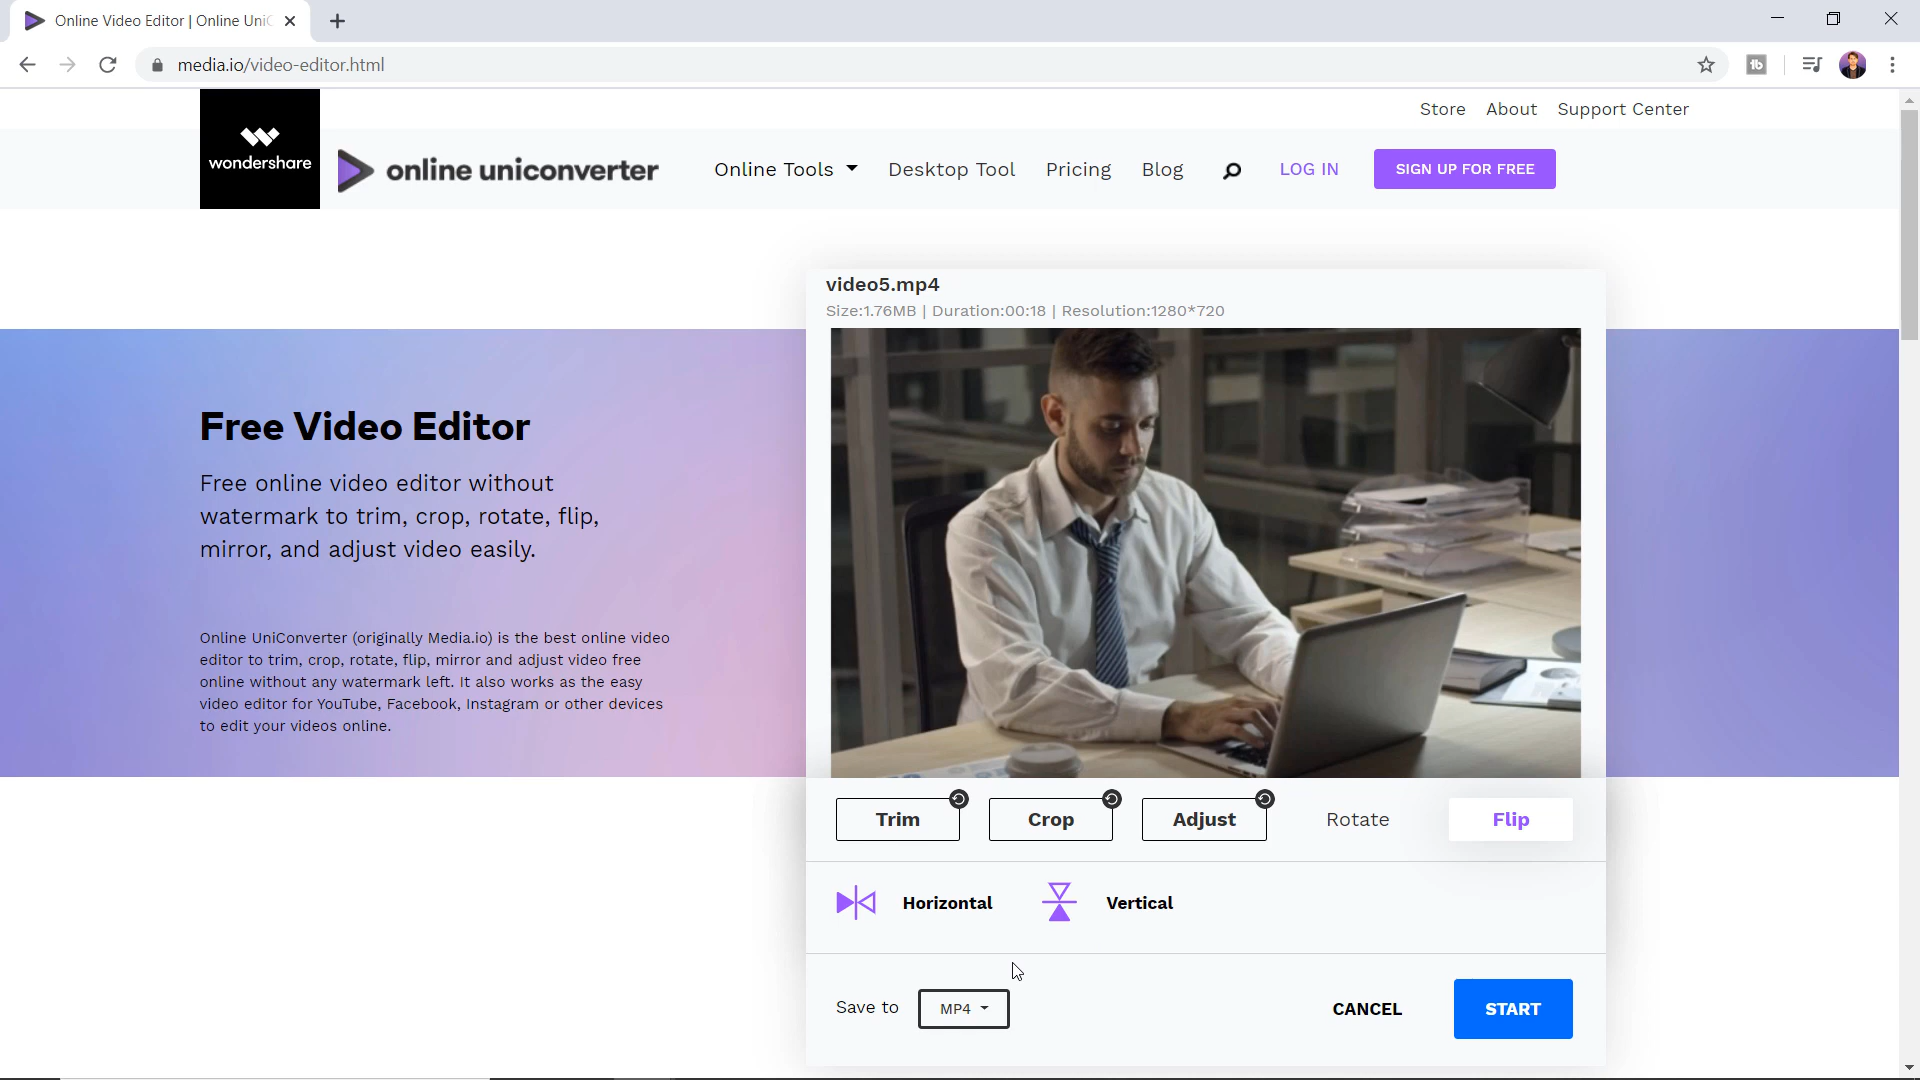 Online Video Editor | Online Uni
media.io/video-editor.html
Store About Support Center
wondershare
online uniconverter
Online Tools Desktop Tool Pricing Blog LOG IN SIGN UP FOR FREE
video5.mp4
Size:1.76MB | Duration:00:18 | Resolution:1280*720
Free Video Editor
Free online video editor without
watermark to trim, crop, rotate, flip,
mirror, and adjust video easily.
Online UniConverter (originally Media.io) is the best online video
editor to trim, crop, rotate, flip, mirror and adjust video free
online without any watermark left. It also works as the easy
video editor for YouTube, Facebook, Instagram or other devices
to edit your videos online.
Trim Crop Adjust Rotate Flip
Horizontal Vertical
Save to MP4 CANCEL START